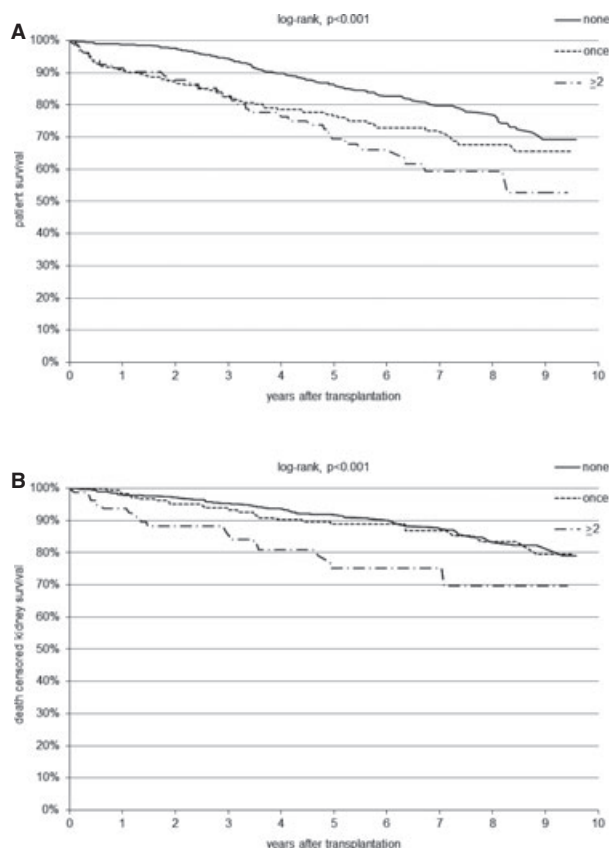 A
log-rank, p<0.001
none
once
≥2
100%
90%
80%
70%
60%
50%
40%
30%
20%
10%
0%
patient survival
0 1 2 3 4 5 6 7 8 9 10
years after transplantation
B
log-rank, p<0.001
none
once
≥2
100%
90%
80%
70%
60%
50%
40%
30%
20%
10%
0%
death censored kidney survival
0 1 2 3 4 5 6 7 8 9 10
years after transplantation